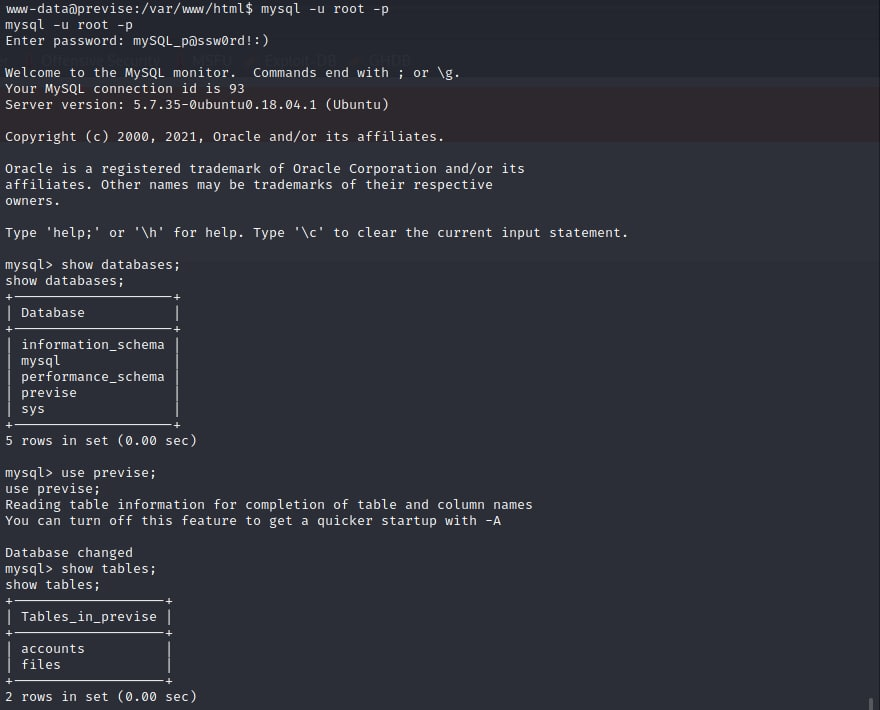 www-data@previse:/var/www/html$ mysql -u root -p
mysql -u root -p
Enter password: mySQL_p@ssw0rd!:)
Welcome to the MySQL monitor.  Commands end with ; or \g.
Your MySQL connection id is 93
Server version: 5.7.35-0ubuntu0.18.04.1 (Ubuntu)
Copyright (c) 2000, 2021, Oracle and/or its affiliates.
Oracle is a registered trademark of Oracle Corporation and/or its
affiliates. Other names may be trademarks of their respective
owners.
Type 'help;' or '\h' for help. Type '\c' to clear the current input statement.
mysql> show databases;
show databases;
+--------------------+
| Database           |
+--------------------+
| information_schema |
| mysql              |
| performance_schema |
| previse            |
| sys                |
+--------------------+
5 rows in set (0.00 sec)
mysql> use previse;
use previse;
Reading table information for completion of table and column names
You can turn off this feature to get a quicker startup with -A
Database changed
mysql> show tables;
show tables;
+-------------------+
| Tables_in_previse |
+-------------------+
| accounts          |
| files             |
+-------------------+
2 rows in set (0.00 sec)